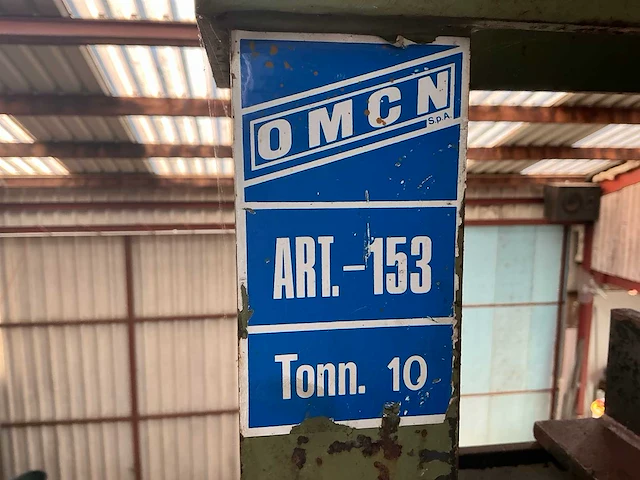 OMCN
S.p.A.
ART.-153
Tonn. 10